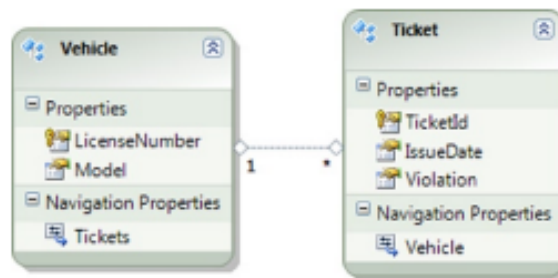 Vehicle
Properties
LicenseNumber
Model
Navigation Properties
Tickets
1
*
Ticket
Properties
TicketId
IssueDate
Violation
Navigation Properties
Vehicle